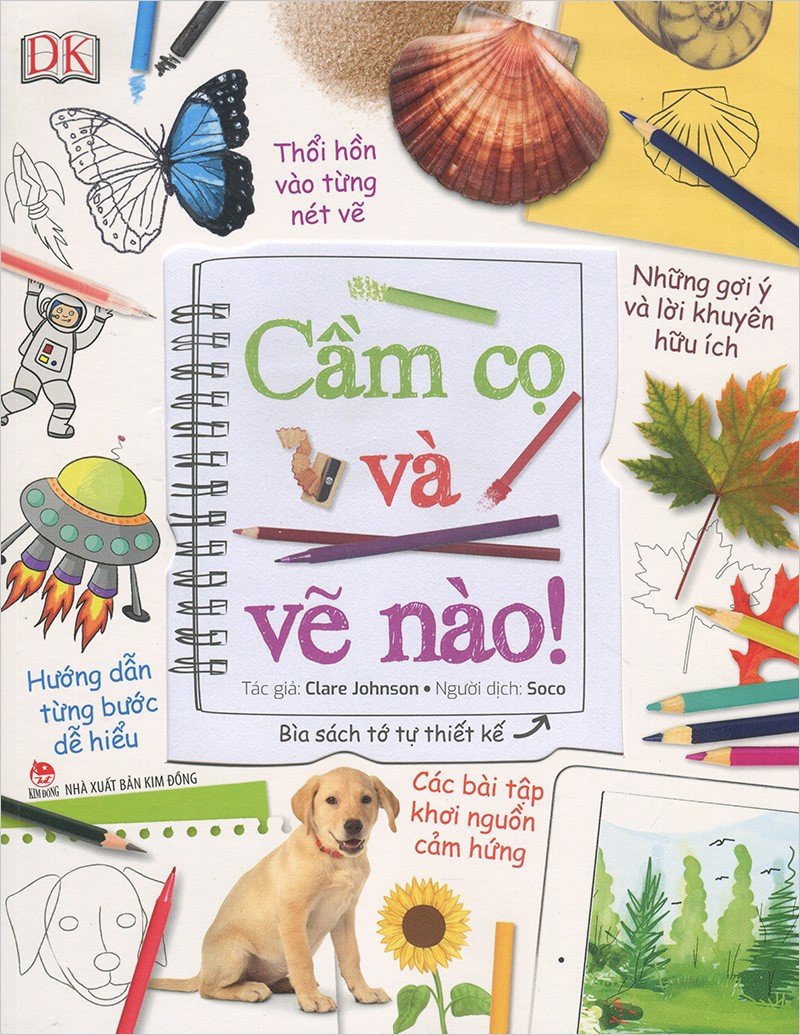 DK
Thổi hồn
vào từng
nét vẽ
Những gợi ý
và lời khuyên
hữu ích
Cầm cọ
và
vẽ nào!
Tác giả: Clare Johnson • Người dịch: Soco
Bìa sách tớ tự thiết kế
Hướng dẫn
từng bước
dễ hiểu
KIM ĐỒNG NHÀ XUẤT BẢN KIM ĐỒNG
Các bài tập
khơi nguồn
cảm hứng